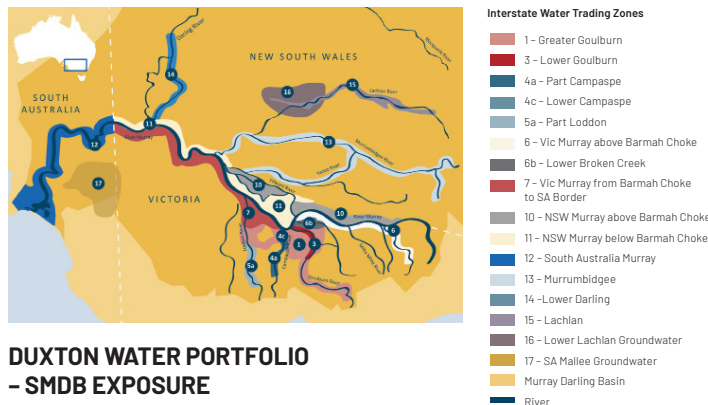 Interstate Water Trading Zones
1 – Greater Goulburn
3 – Lower Goulburn
4a – Part Campaspe
4c – Lower Campaspe
5a – Part Loddon
6 – Vic Murray above Barmah Choke
6b – Lower Broken Creek
7 – Vic Murray from Barmah Choke
to SA Border
10 – NSW Murray above Barmah Choke
11 – NSW Murray below Barmah Choke
12 – South Australia Murray
13 – Murrumbidgee
14 –Lower Darling
15 – Lachlan
16 – Lower Lachlan Groundwater
17 – SA Mallee Groundwater
Murray Darling Basin
River
Darling River
NEW SOUTH WALES
14
16
15
Lachlan River
SOUTH
AUSTRALIA
11
12
13
Murrumbidgee River
17
VICTORIA
10
7
11
10
6b
6
4c
1
3
4a
5a
DUXTON WATER PORTFOLIO
– SMDB EXPOSURE